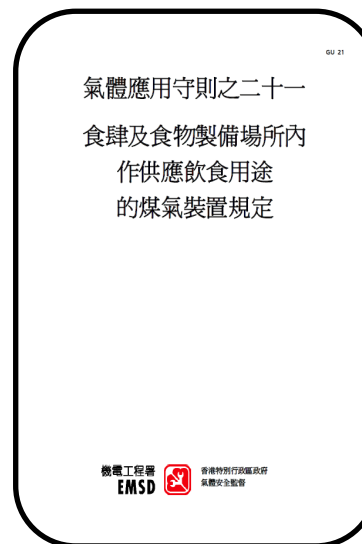 GU 21
氣體應用守則之二十一
食肆及食物製備場所內
作供應飲食用途
的煤氣裝置規定
機電工程署
EMSD
香港特別行政區政府
氣體安全監督